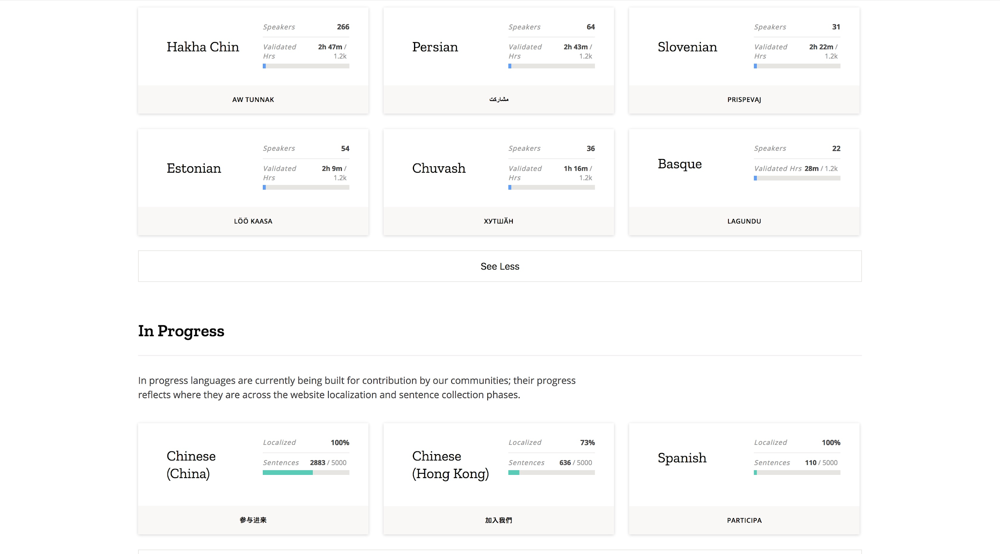 Hakha Chin
Speakers 266
Validated Hrs 2h 47m / 1.2k
AW TUNNAK
Persian
Speakers 64
Validated Hrs 2h 43m / 1.2k
مشارکت
Slovenian
Speakers 31
Validated Hrs 2h 22m / 1.2k
PRISPEVAJ
Estonian
Speakers 54
Validated Hrs 2h 9m / 1.2k
LÖÖ KAASA
Chuvash
Speakers 36
Validated Hrs 1h 16m / 1.2k
ХУТШӐН
Basque
Speakers 22
Validated Hrs 28m / 1.2k
LAGUNDU
See Less
In Progress
In progress languages are currently being built for contribution by our communities; their progress
reflects where they are across the website localization and sentence collection phases.
Chinese
(China)
Localized 100%
Sentences 2883 / 5000
参与进来
Chinese
(Hong Kong)
Localized 73%
Sentences 636 / 5000
加入我們
Spanish
Localized 100%
Sentences 110 / 5000
PARTICIPA